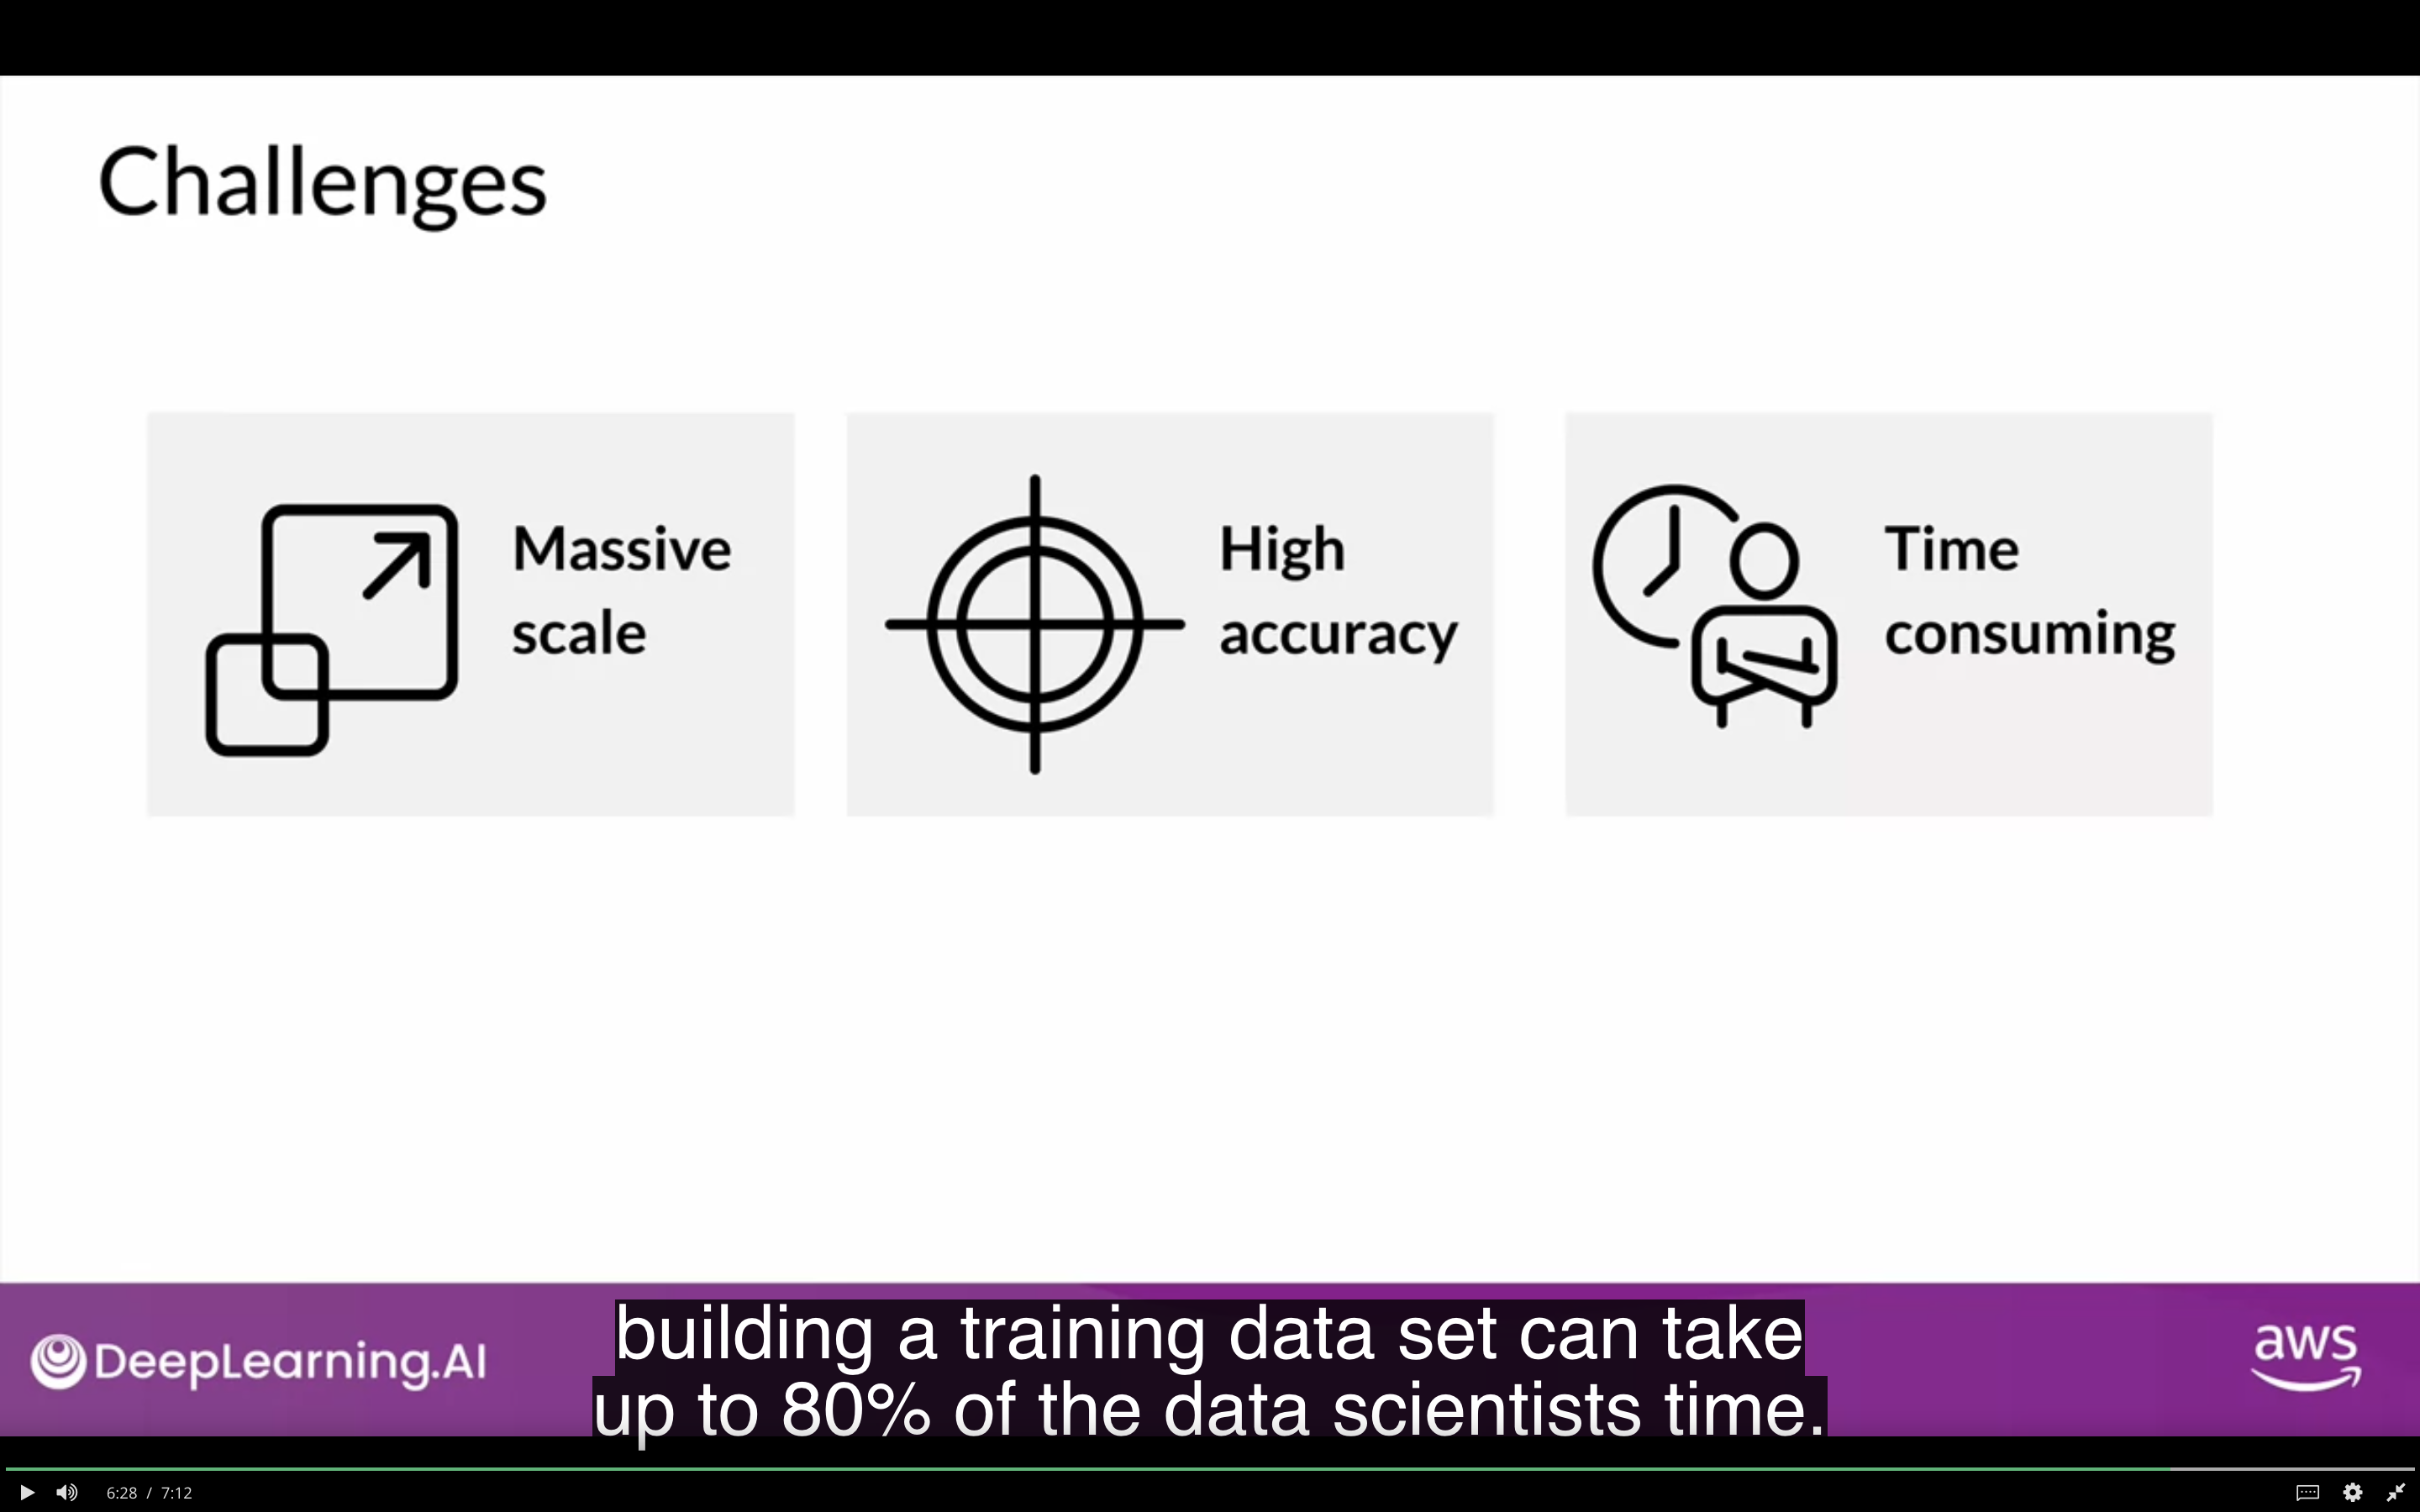 Challenges
Massive
scale
High
accuracy
Time
consuming
building a training data set can take
up to 80% of the data scientists time.
DeepLearning.AI
aws
6:28 / 7:12